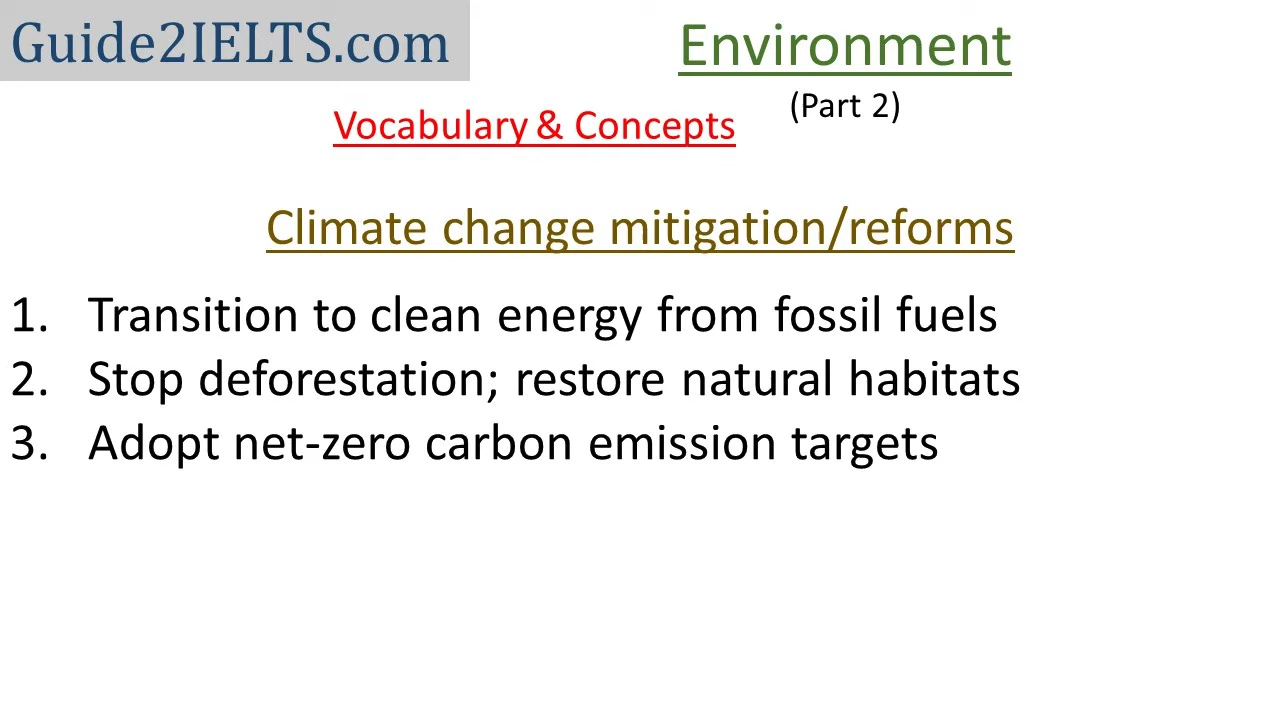 Guide2IELTS.com
Environment
(Part 2)
Vocabulary & Concepts
Climate change mitigation/reforms
1. Transition to clean energy from fossil fuels
2. Stop deforestation; restore natural habitats
3. Adopt net-zero carbon emission targets